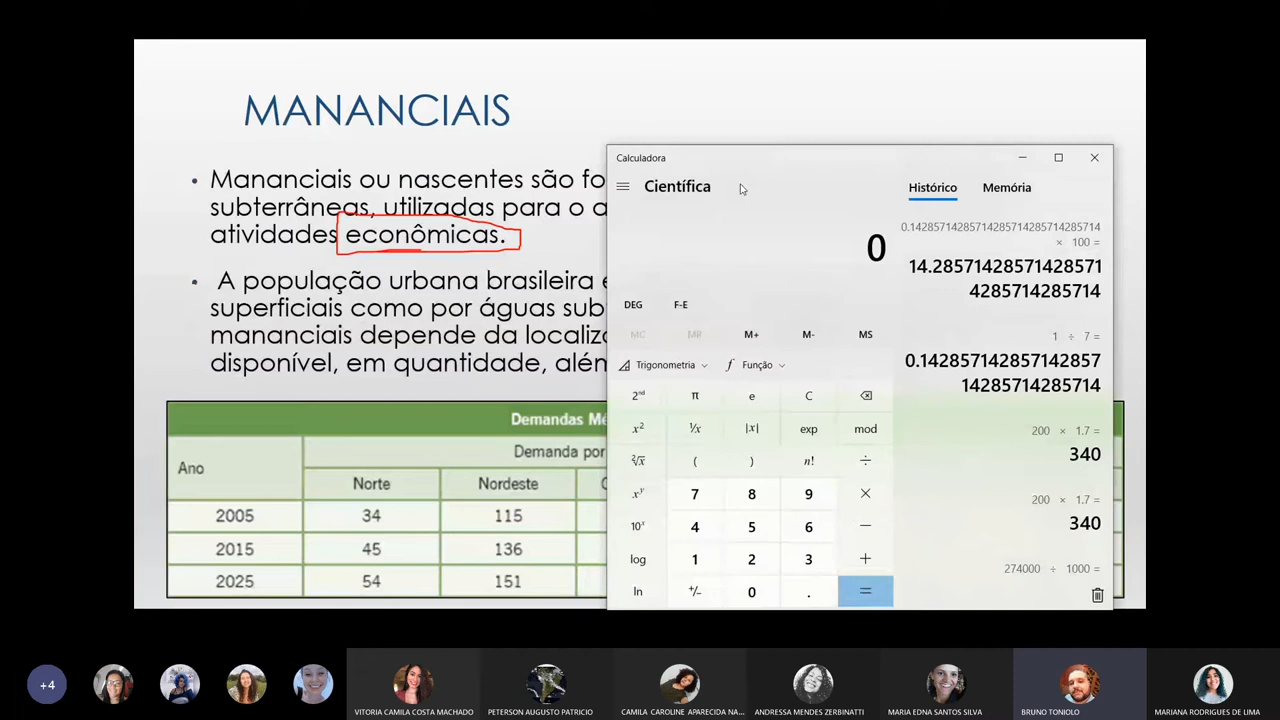 MANANCIAIS
• Mananciais ou nascentes são fo
subterrâneas, utilizadas para o a
atividades econômicas.
• A população urbana brasileira e
superficiais como por águas sub
mananciais depende da localiza
disponível, em quantidade, além
Demandas Mé
Ano
Demanda por
Norte Nordeste
2005 34 115
2015 45 136
2025 54 151
Calculadora
Científica
0
DEG F-E
MC MR M+ M- MS
Trigonometria Função
2nd π e C
x² ¹/x |x| exp mod
²√x ( ) n! ÷
xʸ 7 8 9 ×
10ˣ 4 5 6 −
log 1 2 3 +
ln +/− 0 . =
Histórico Memória
0.14285714285714285714285714285714
× 100 =
14.28571428571428571
4285714285714
1 ÷ 7 =
0.142857142857142857
14285714285714
200 × 1.7 =
340
200 × 1.7 =
340
274000 ÷ 1000 =
+4
VITORIA CAMILA COSTA MACHADO
PETERSON AUGUSTO PATRICIO
CAMILA CAROLINE APARECIDA NA...
ANDRESSA MENDES ZERBINATTI
MARIA EDNA SANTOS SILVA
BRUNO TONIOLO
MARIANA RODRIGUES DE LIMA